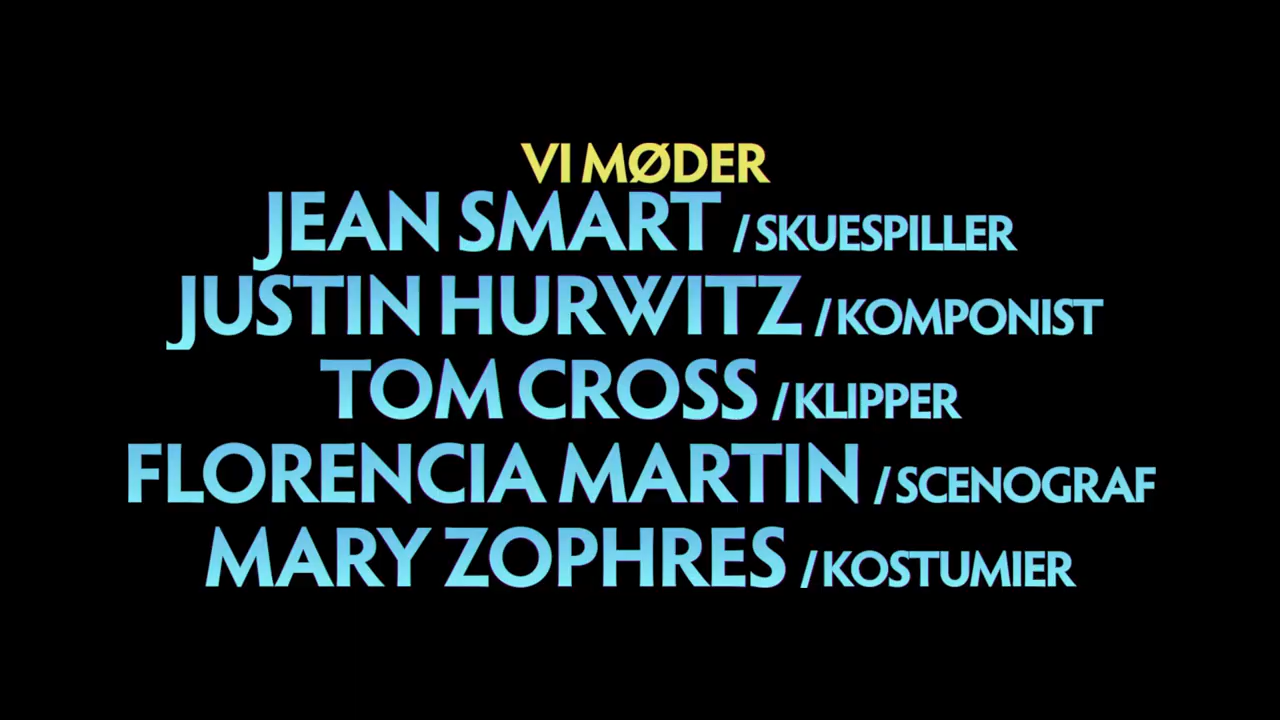 VI MØDER
JEAN SMART / SKUESPILLER
JUSTIN HURWITZ / KOMPONIST
TOM CROSS / KLIPPER
FLORENCIA MARTIN / SCENOGRAF
MARY ZOPHRES / KOSTUMIER